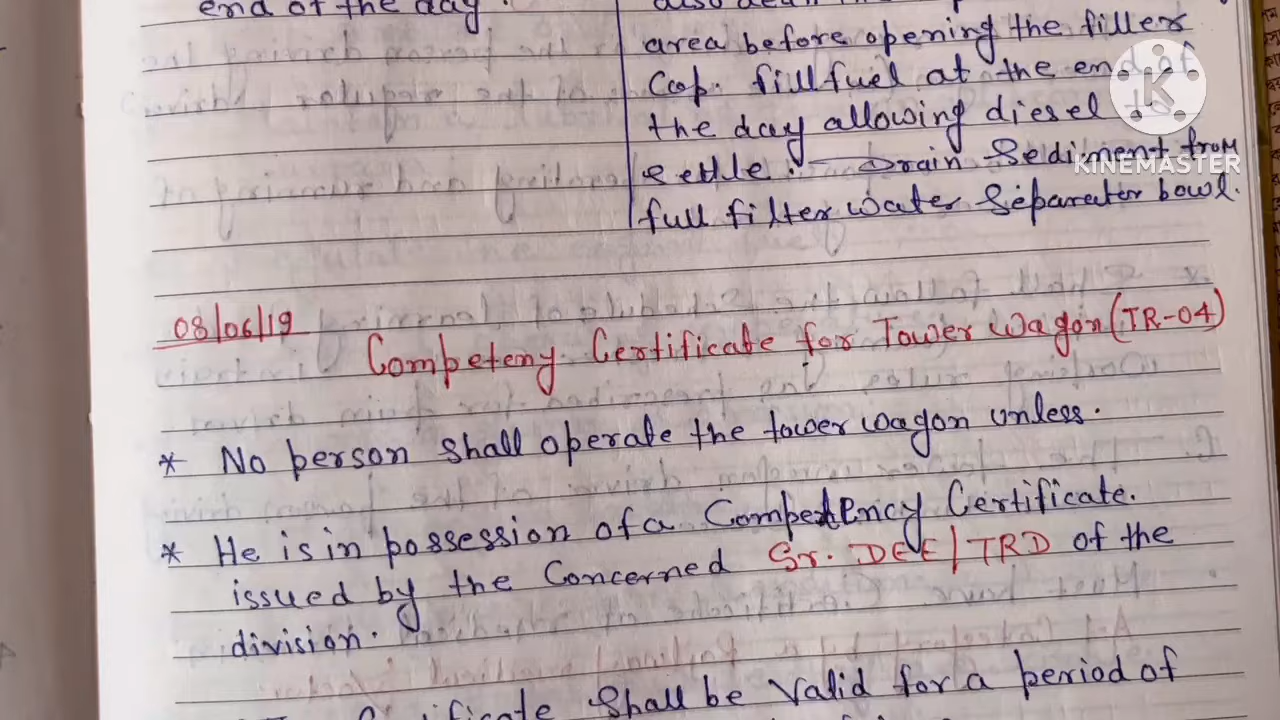 end of the day.
area before opening the fillers
Cap. fill fuel at the end of
the day allowing diesel to
settle. — Drain Sediment from
full filter water Separator bowl.
KINEMASTER
08/06/19
Competeny Certificate for Tower Wagon (TR-04)
* No person shall operate the tower wagon unless.
* He is in possession of a Competency Certificate.
issued by the Concerned Sr. DEE/TRD of the
division.
Shall be Valid for a period of